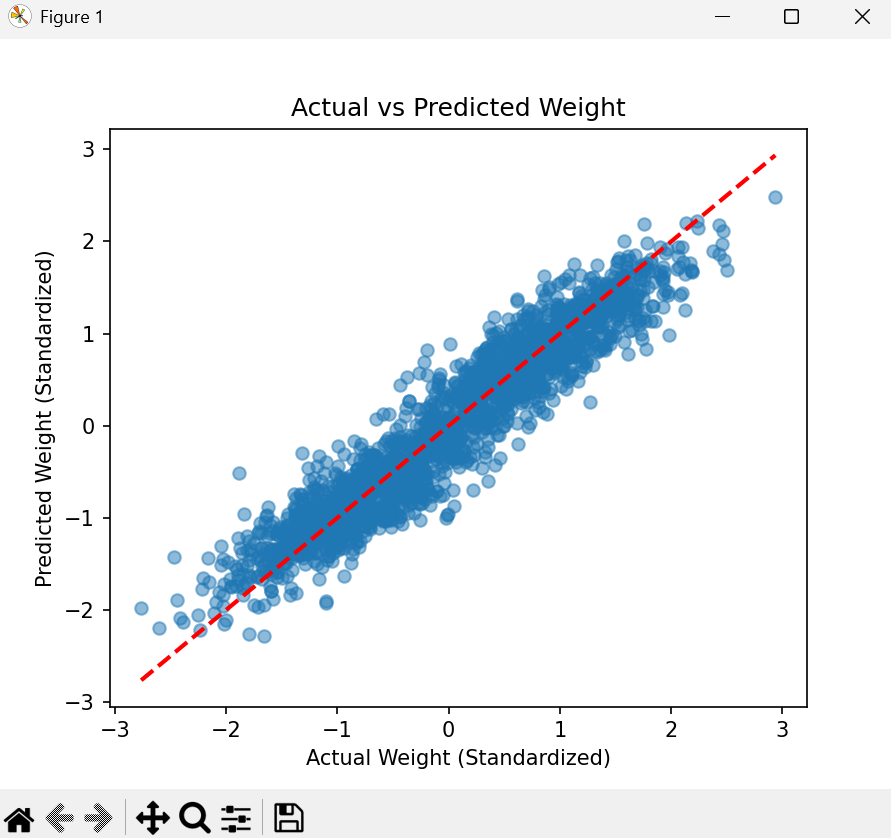 Figure 1
Actual vs Predicted Weight
Predicted Weight (Standardized)
3
2
1
0
−1
−2
−3
−3 −2 −1 0 1 2 3
Actual Weight (Standardized)